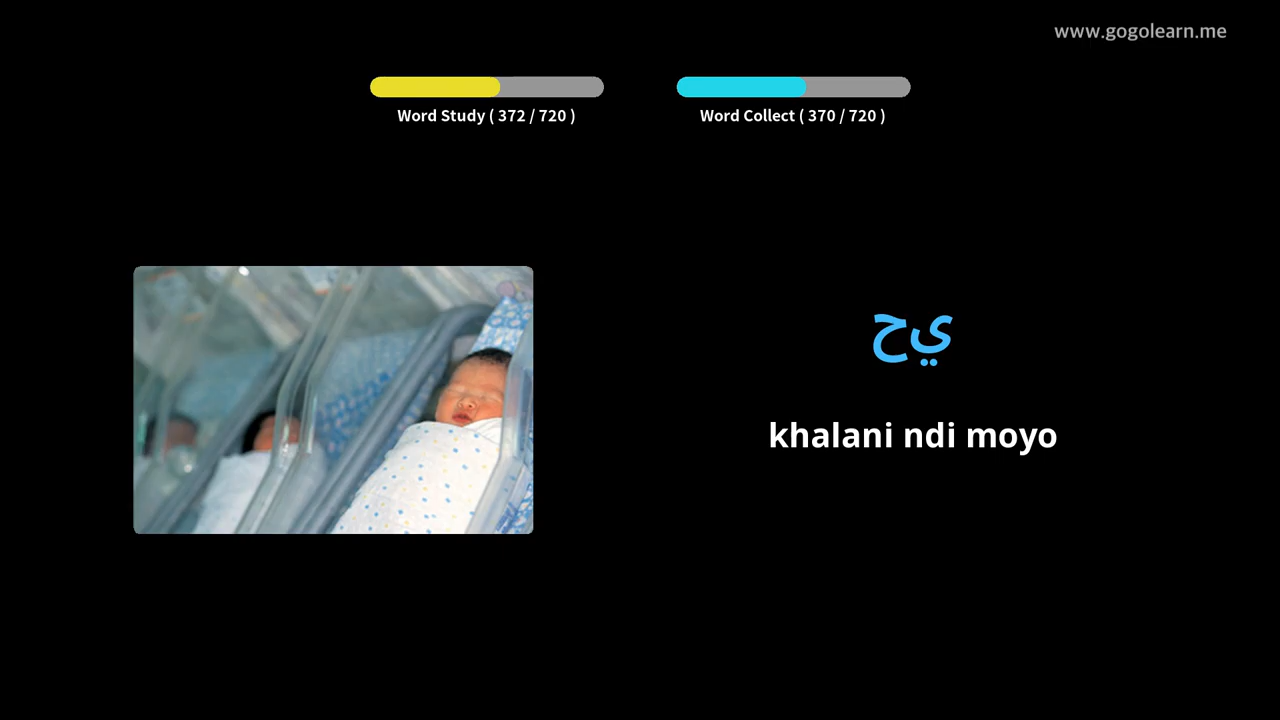 www.gogolearn.me
Word Study ( 372 / 720 )
Word Collect ( 370 / 720 )
حي
khalani ndi moyo